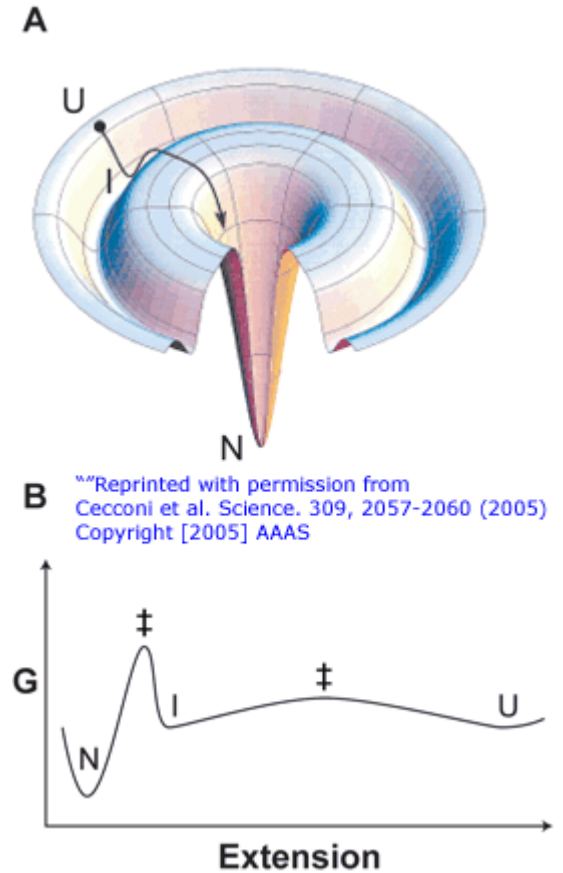 A
U
I
N
B
“”Reprinted with permission from
Cecconi et al. Science. 309, 2057-2060 (2005)
Copyright [2005] AAAS
‡
‡
G
I
U
N
Extension